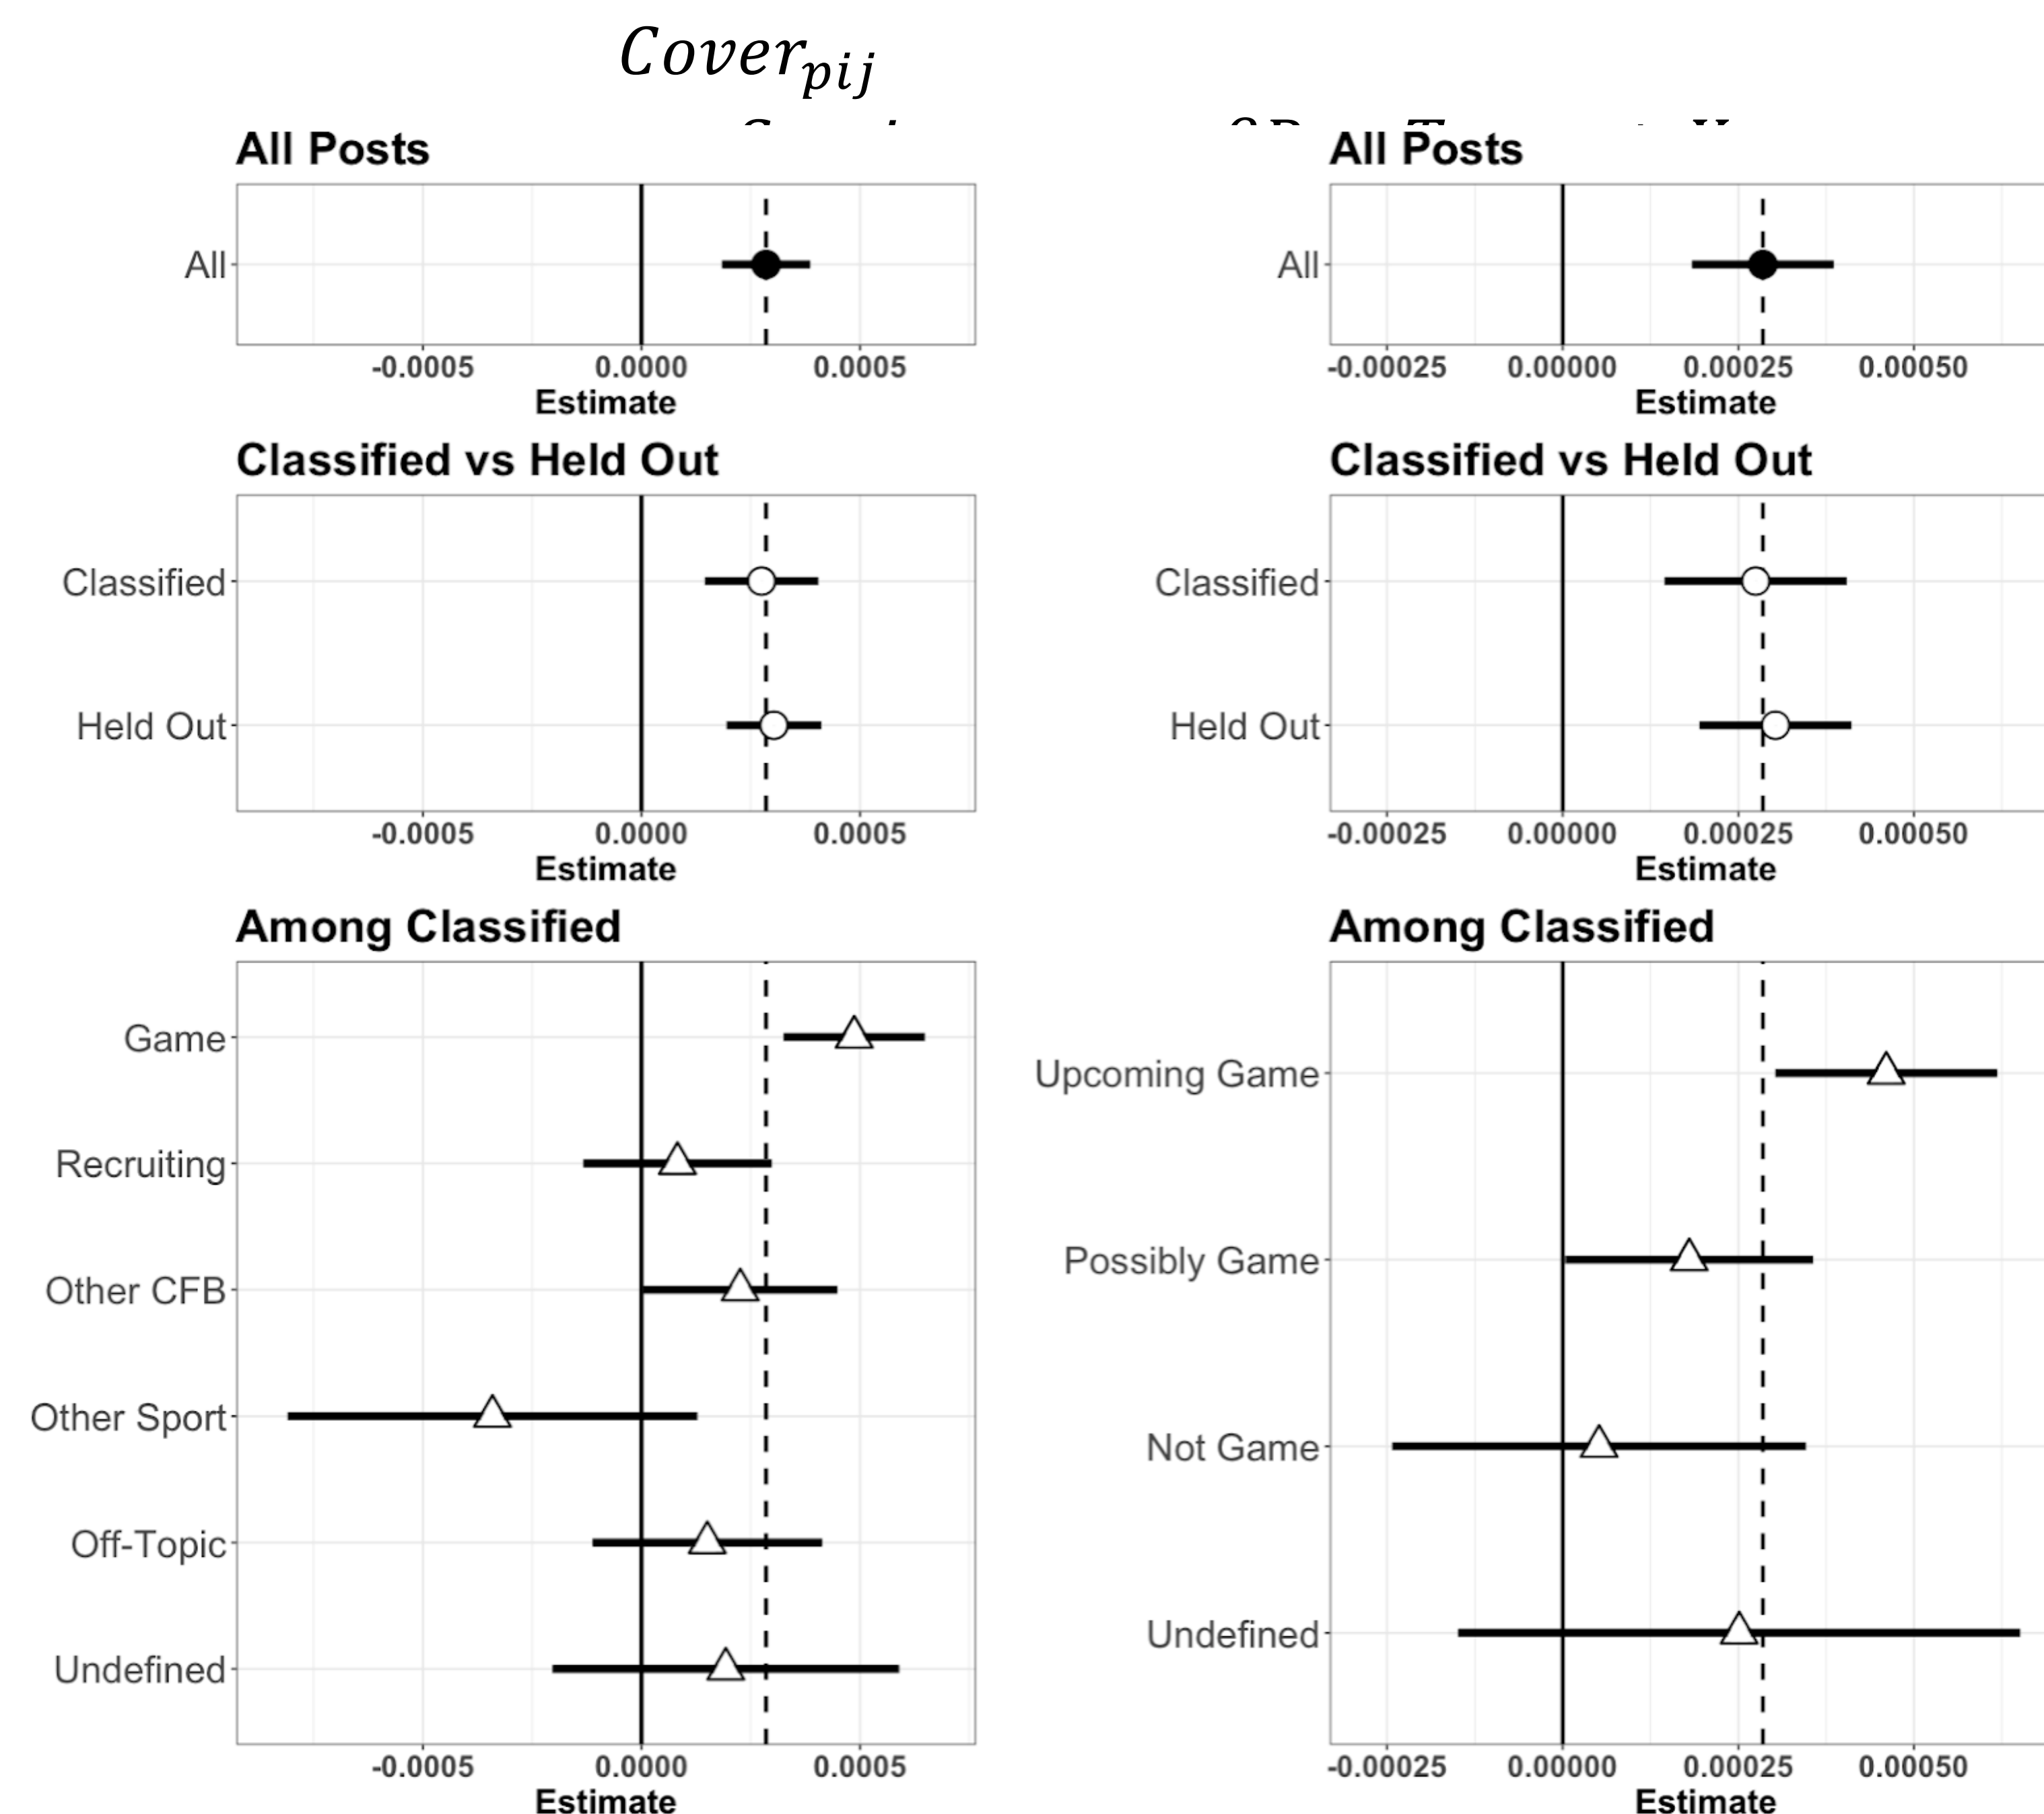 Cover_pij
All Posts
All
-0.0005 0.0000 0.0005
Estimate
Classified vs Held Out
Classified
Held Out
-0.0005 0.0000 0.0005
Estimate
Among Classified
Game
Recruiting
Other CFB
Other Sport
Off-Topic
Undefined
-0.0005 0.0000 0.0005
Estimate
All Posts
All
-0.00025 0.00000 0.00025 0.00050
Estimate
Classified vs Held Out
Classified
Held Out
-0.00025 0.00000 0.00025 0.00050
Estimate
Among Classified
Upcoming Game
Possibly Game
Not Game
Undefined
-0.00025 0.00000 0.00025 0.00050
Estimate